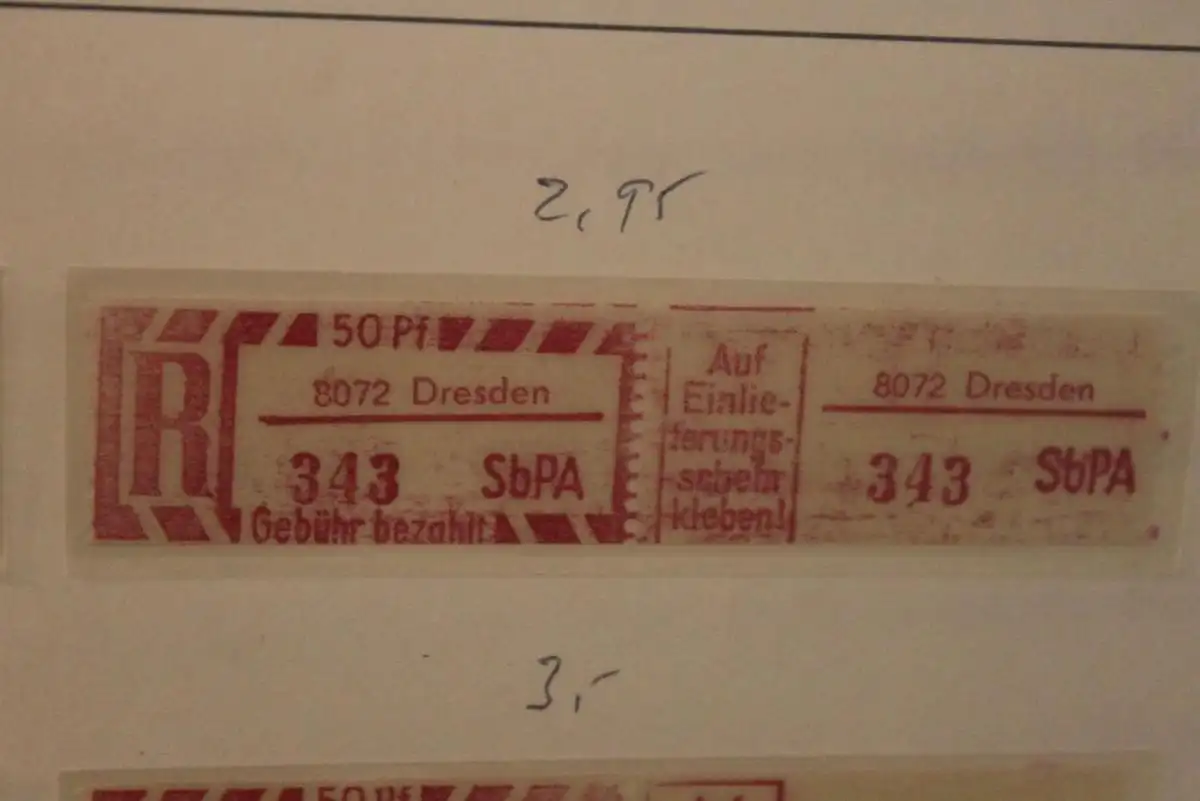 2,95
50 Pf
R
8072 Dresden
343 SbPA
Gebühr bezahlt
Auf
Einlie-
ferungs-
schein
kleben!
8072 Dresden
343 SbPA
3,-
50 Pf